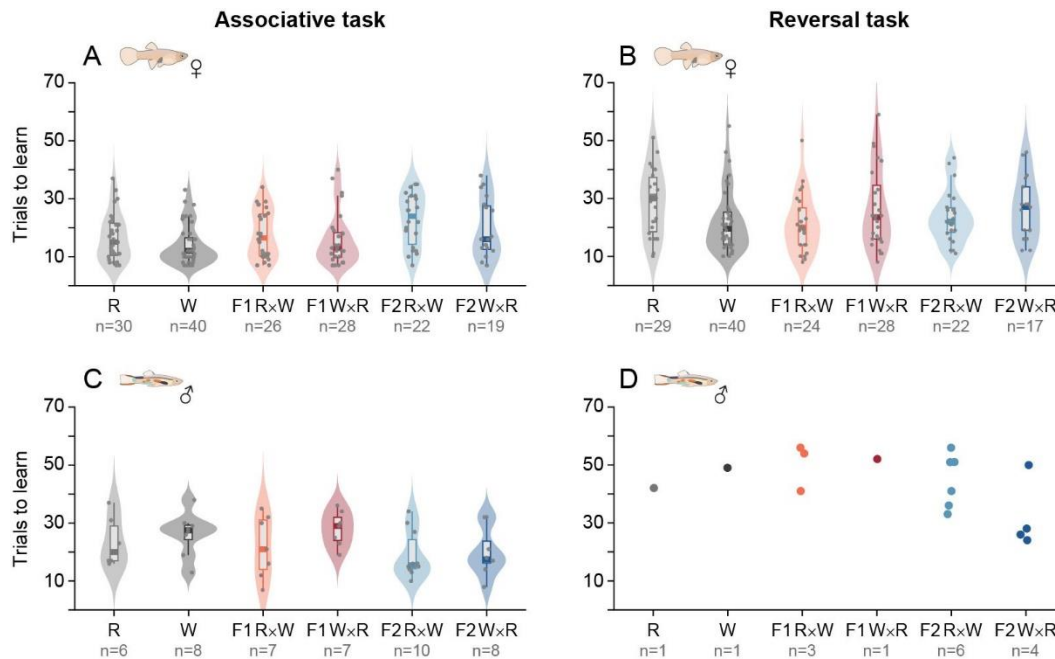 Associative task
Reversal task
A ♀
B ♀
Trials to learn
70
50
30
10
70
50
30
10
R W F1 R×W F1 W×R F2 R×W F2 W×R
n=30 n=40 n=26 n=28 n=22 n=19
R W F1 R×W F1 W×R F2 R×W F2 W×R
n=29 n=40 n=24 n=28 n=22 n=17
C ♂
D ♂
Trials to learn
70
50
30
10
70
50
30
10
R W F1 R×W F1 W×R F2 R×W F2 W×R
n=6 n=8 n=7 n=7 n=10 n=8
R W F1 R×W F1 W×R F2 R×W F2 W×R
n=1 n=1 n=3 n=1 n=6 n=4